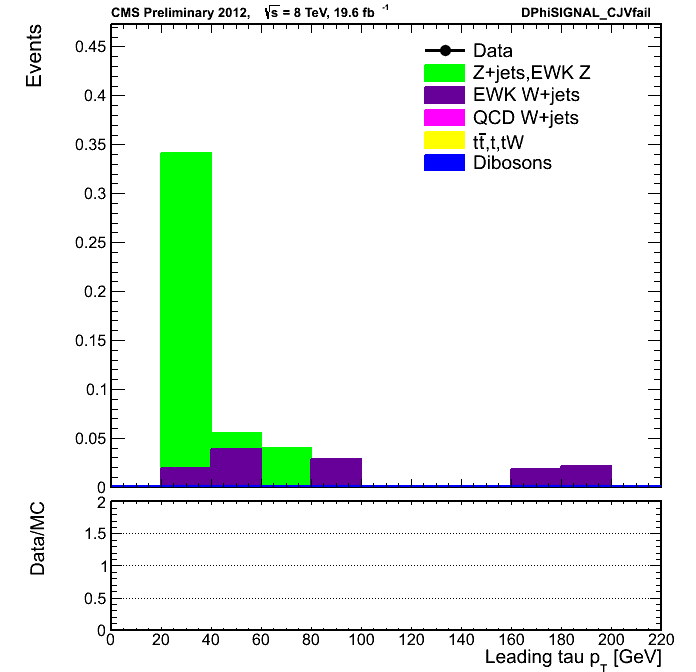 CMS Preliminary 2012, √s = 8 TeV, 19.6 fb⁻¹ DPhiSIGNAL_CJVfail
Events
0.45
0.4
0.35
0.3
0.25
0.2
0.15
0.1
0.05
0
Data
Z+jets,EWK Z
EWK W+jets
QCD W+jets
tt̅,t,tW
Dibosons
Data/MC
2
1.5
1
0.5
0
0 20 40 60 80 100 120 140 160 180 200 220
Leading tau p_T [GeV]